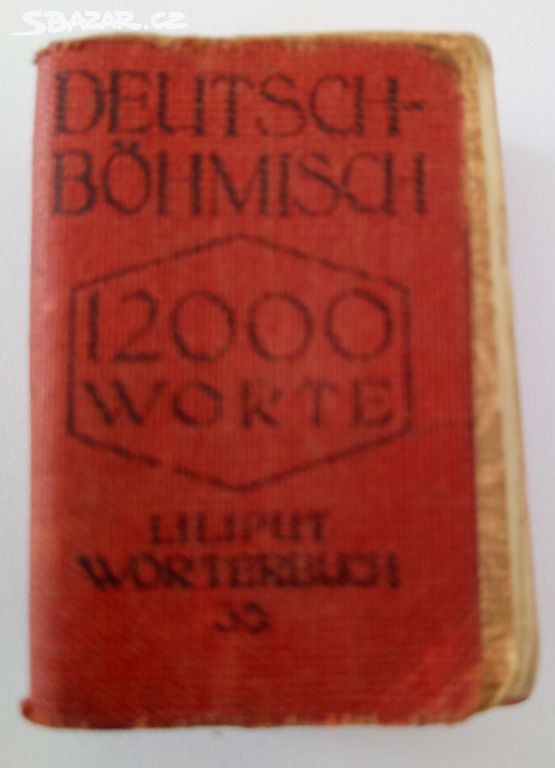 SBAZAR.CZ
DEUTSCH-
BÖHMISCH
12000
WORTE
LILIPUT
WÖRTERBUCH